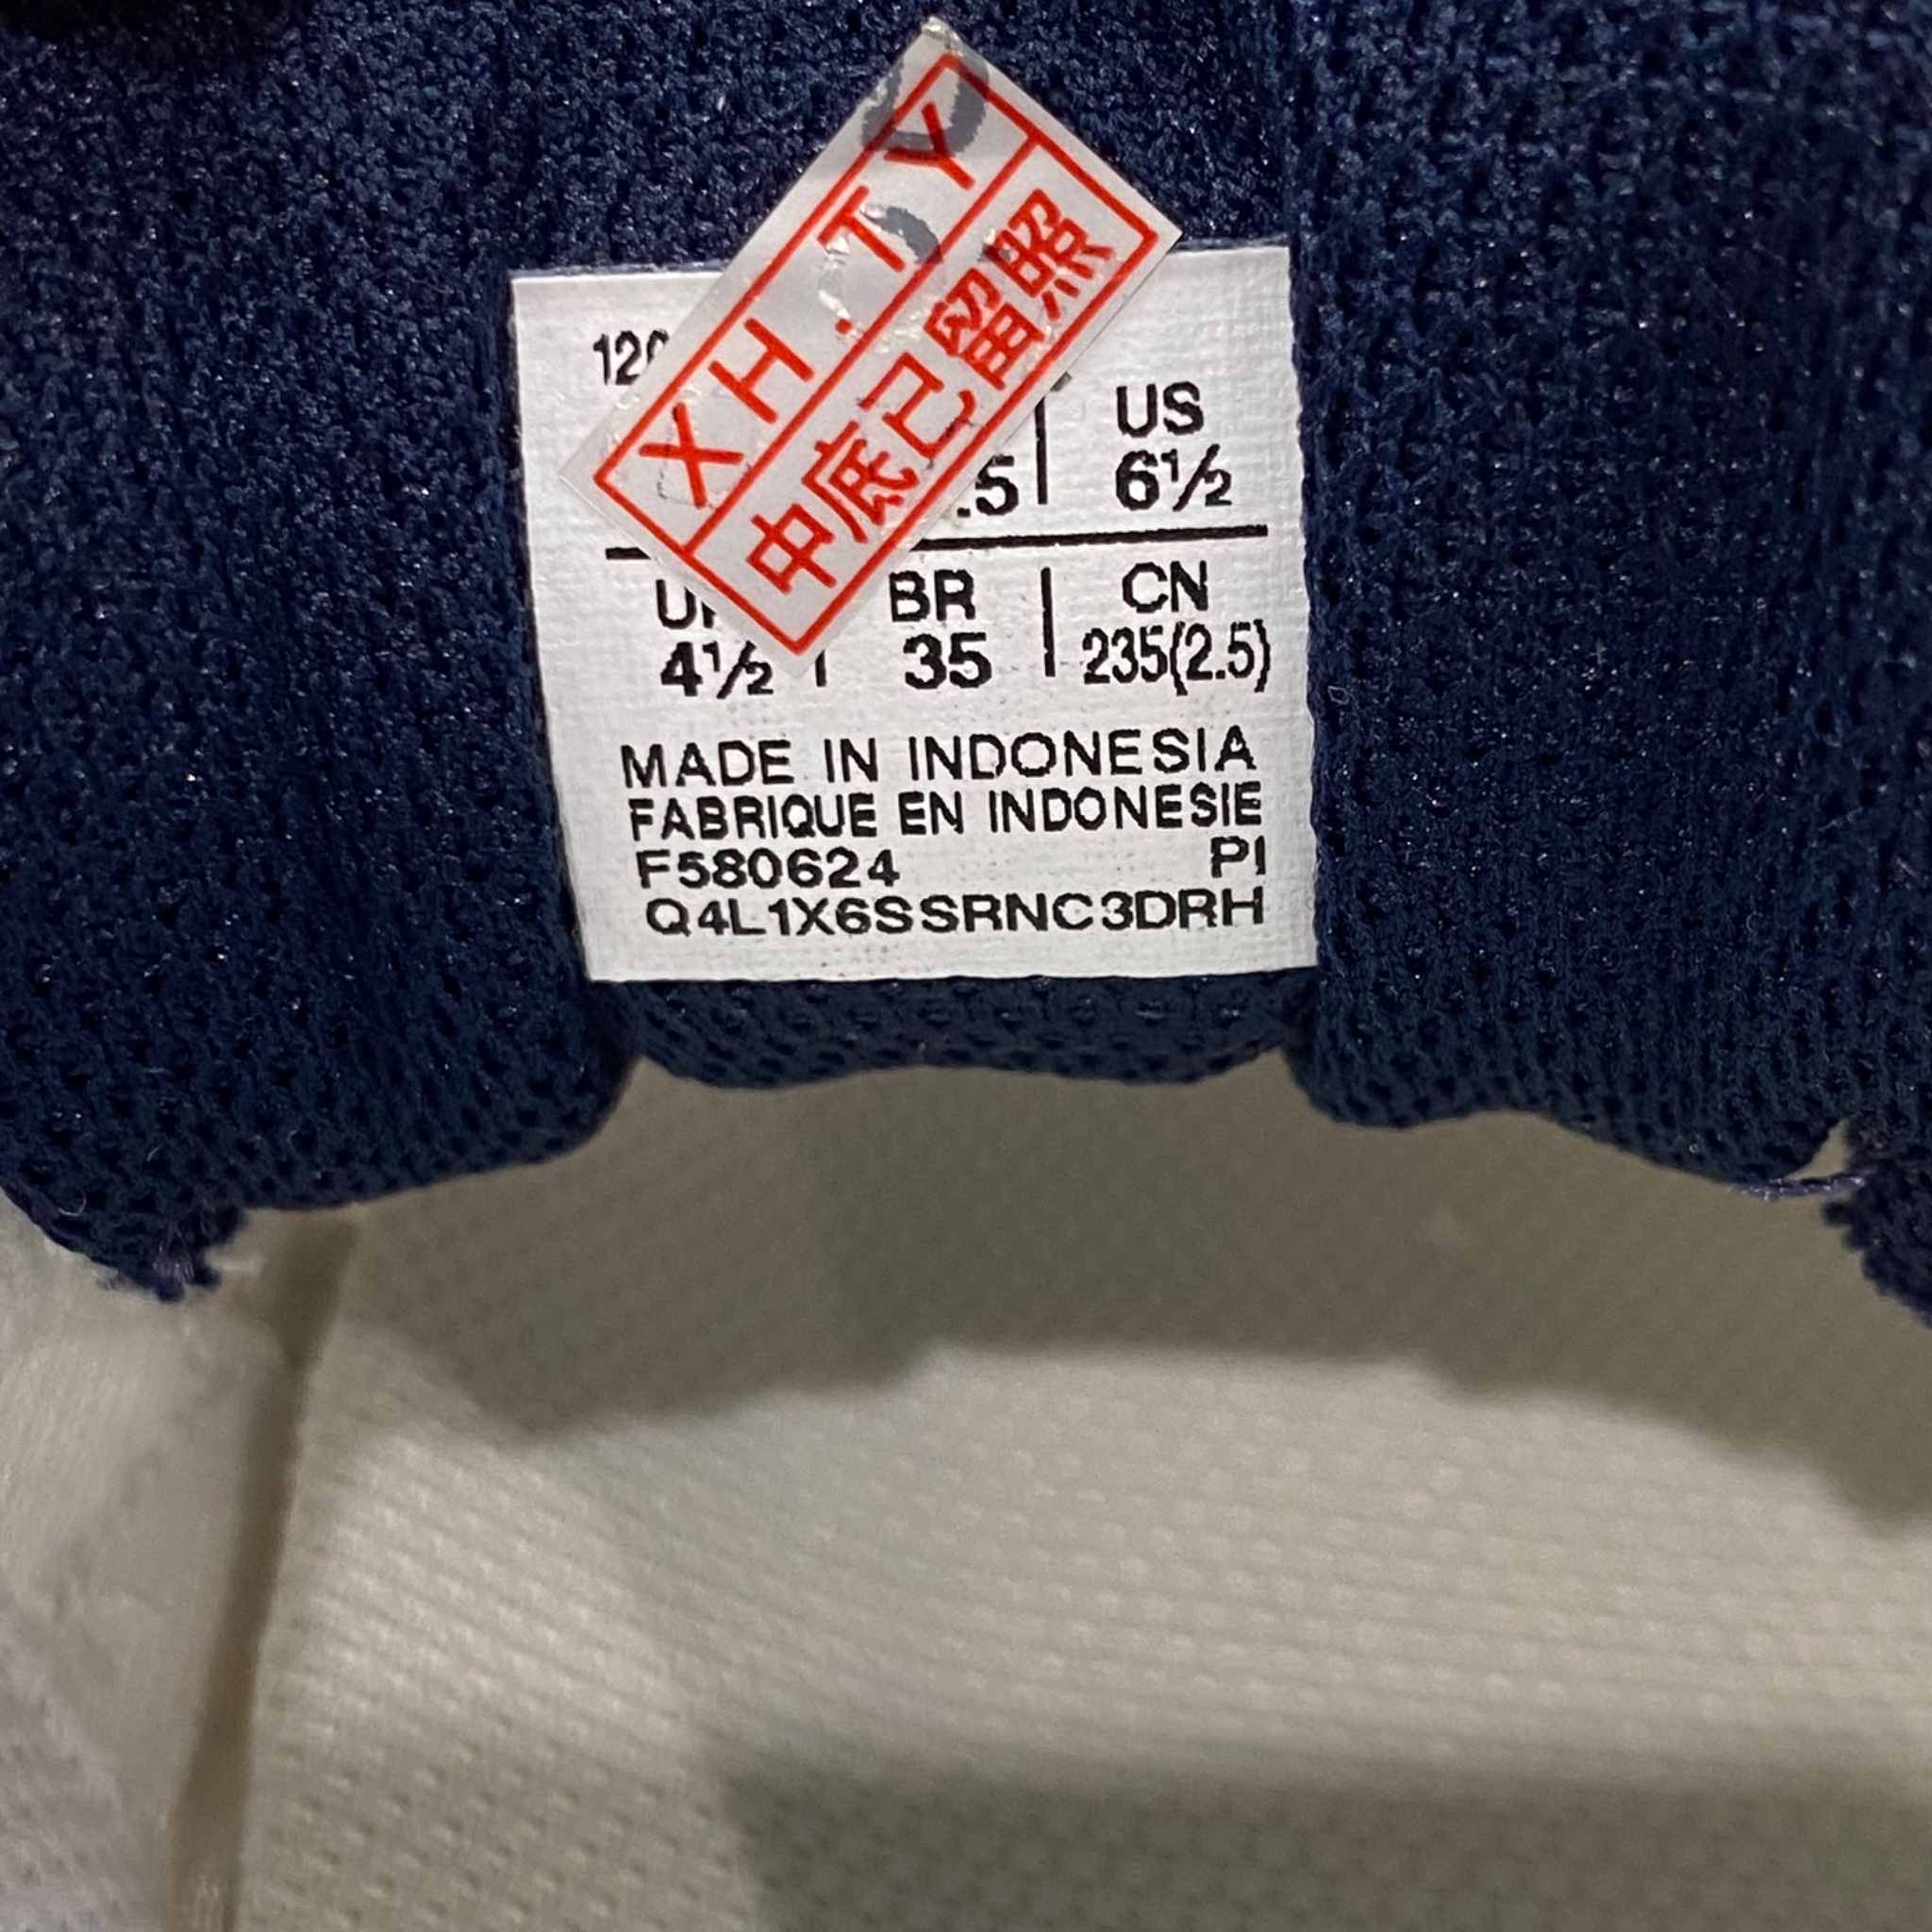 XH.TY
中底已留照
US
.5 | 6½
BR | CN
4½ | 35 | 235(2.5)
MADE IN INDONESIA
FABRIQUE EN INDONESIE
F580624 PI
Q4L1X6SSRNC3DRH